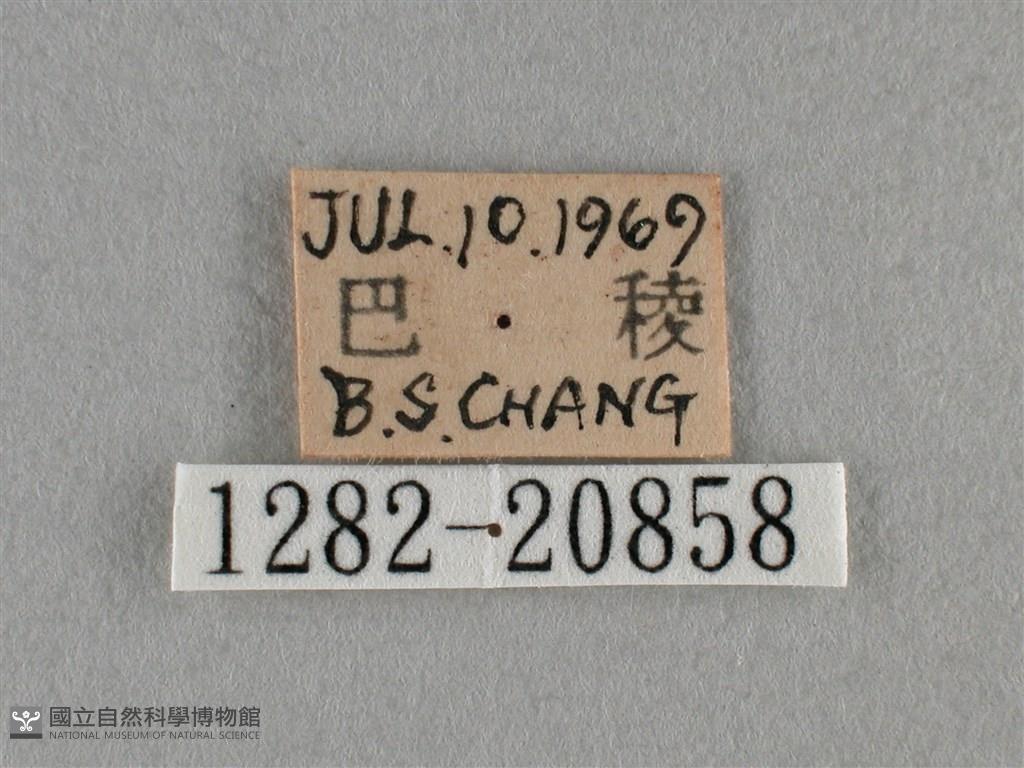 JUL.10.1969
巴 稜
B.S.CHANG
1282-20858
國立自然科學博物館
NATIONAL MUSEUM OF NATURAL SCIENCE